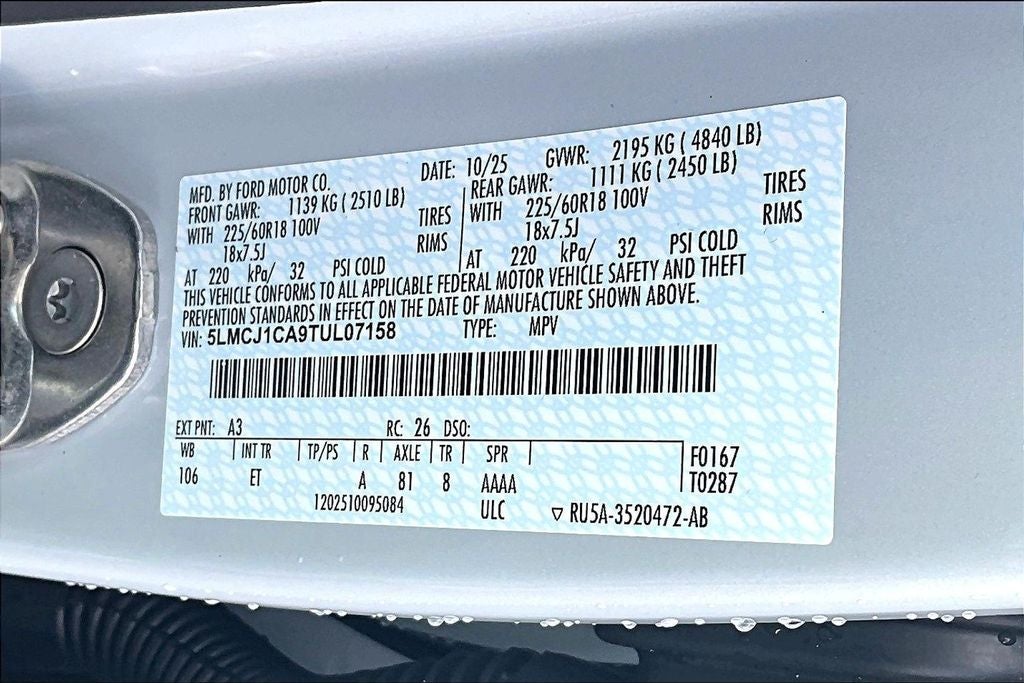 MFD. BY FORD MOTOR CO. DATE: 10/25 GVWR: 2195 KG ( 4840 LB)
FRONT GAWR: 1139 KG ( 2510 LB) REAR GAWR: 1111 KG ( 2450 LB)
WITH 225/60R18 100V TIRES WITH 225/60R18 100V TIRES
18x7.5J RIMS 18x7.5J RIMS
AT 220 kPa/ 32 PSI COLD AT 220 kPa/ 32 PSI COLD
THIS VEHICLE CONFORMS TO ALL APPLICABLE FEDERAL MOTOR VEHICLE SAFETY AND THEFT
PREVENTION STANDARDS IN EFFECT ON THE DATE OF MANUFACTURE SHOWN ABOVE.
VIN: 5LMCJ1CA9TUL07158 TYPE: MPV
EXT PNT: A3 RC: 26 DSO:
WB INT TR TP/PS R AXLE TR SPR F0167
106 ET A 81 8 AAAA T0287
1202510095084 ULC ▽ RU5A-3520472-AB